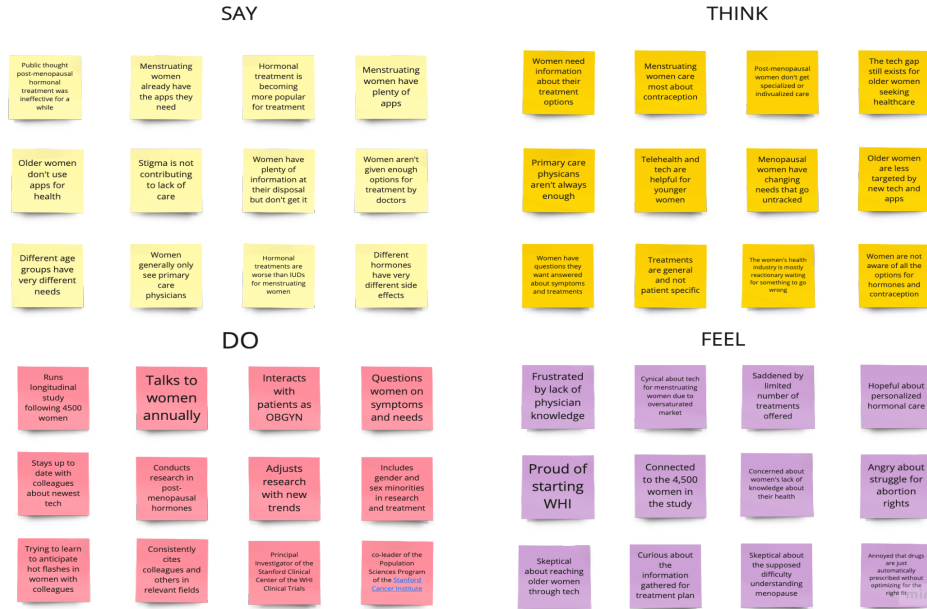 SAY
Public thought
post-menopausal
hormonal
treatment was
ineffective for a
while
Menstruating
women
already have
the apps they
need
Hormonal
treatment is
becoming
more popular
for treatment
Menstruating
women have
plenty of
apps
Older women
don't use
apps for
health
Stigma is not
contributing
to lack of
care
Women have
plenty of
information at
their disposal
but don't get it
Women aren't
given enough
options for
treatment by
doctors
Different age
groups have
very different
needs
Women
generally only
see primary
care
physicians
Hormonal
treatments are
worse than IUDs
for menstruating
women
Different
hormones
have very
different side
effects
THINK
Women need
information
about their
treatment
options
Menstruating
women care
most about
contraception
Post-menopausal
women don't get
specialized or
indivualized care
The tech gap
still exists for
older women
seeking
healthcare
Primary care
physicans
aren't always
enough
Telehealth and
tech are
helpful for
younger
women
Menopausal
women have
changing
needs that go
untracked
Older women
are less
targeted by
new tech and
apps
Women have
questions they
want answered
about symptoms
and treatments
Treatments
are general
and not
patient specific
The women's health
industry is mostly
reactionary waiting
for something to go
wrong
Women are not
aware of all the
options for
hormones and
contraception
DO
Runs
longitudinal
study
following 4500
women
Talks to
women
annually
Interacts
with
patients as
OBGYN
Questions
women on
symptoms
and needs
Stays up to
date with
colleagues
about newest
tech
Conducts
research in
post-
menopausal
hormones
Adjusts
research
with new
trends
Includes
gender and
sex minorities
in research
and treatment
Trying to learn
to anticipate
hot flashes in
women with
colleagues
Consistently
cites
colleagues and
others in
relevant fields
Principal
Investigator of the
Stanford Clinical
Center of the WHI
Clinical Trials
co-leader of the
Population
Sciences Program
of the Stanford
Cancer Institute
FEEL
Frustrated
by lack of
physician
knowledge
Cynical about tech
for menstruating
women due to
oversaturated
market
Saddened by
limited
number of
treatments
offered
Hopeful about
personalized
hormonal care
Proud of
starting
WHI
Connected
to the 4,500
women in
the study
Concerned about
women's lack of
knowledge about
their health
Angry about
struggle for
abortion
rights
Skeptical
about reaching
older women
through tech
Curious about
the
information
gathered for
treatment plan
Skeptical about
the supposed
difficulty
understanding
menopause
Annoyed that drugs
are just
automatically
prescribed without
optimizing for the
right fit